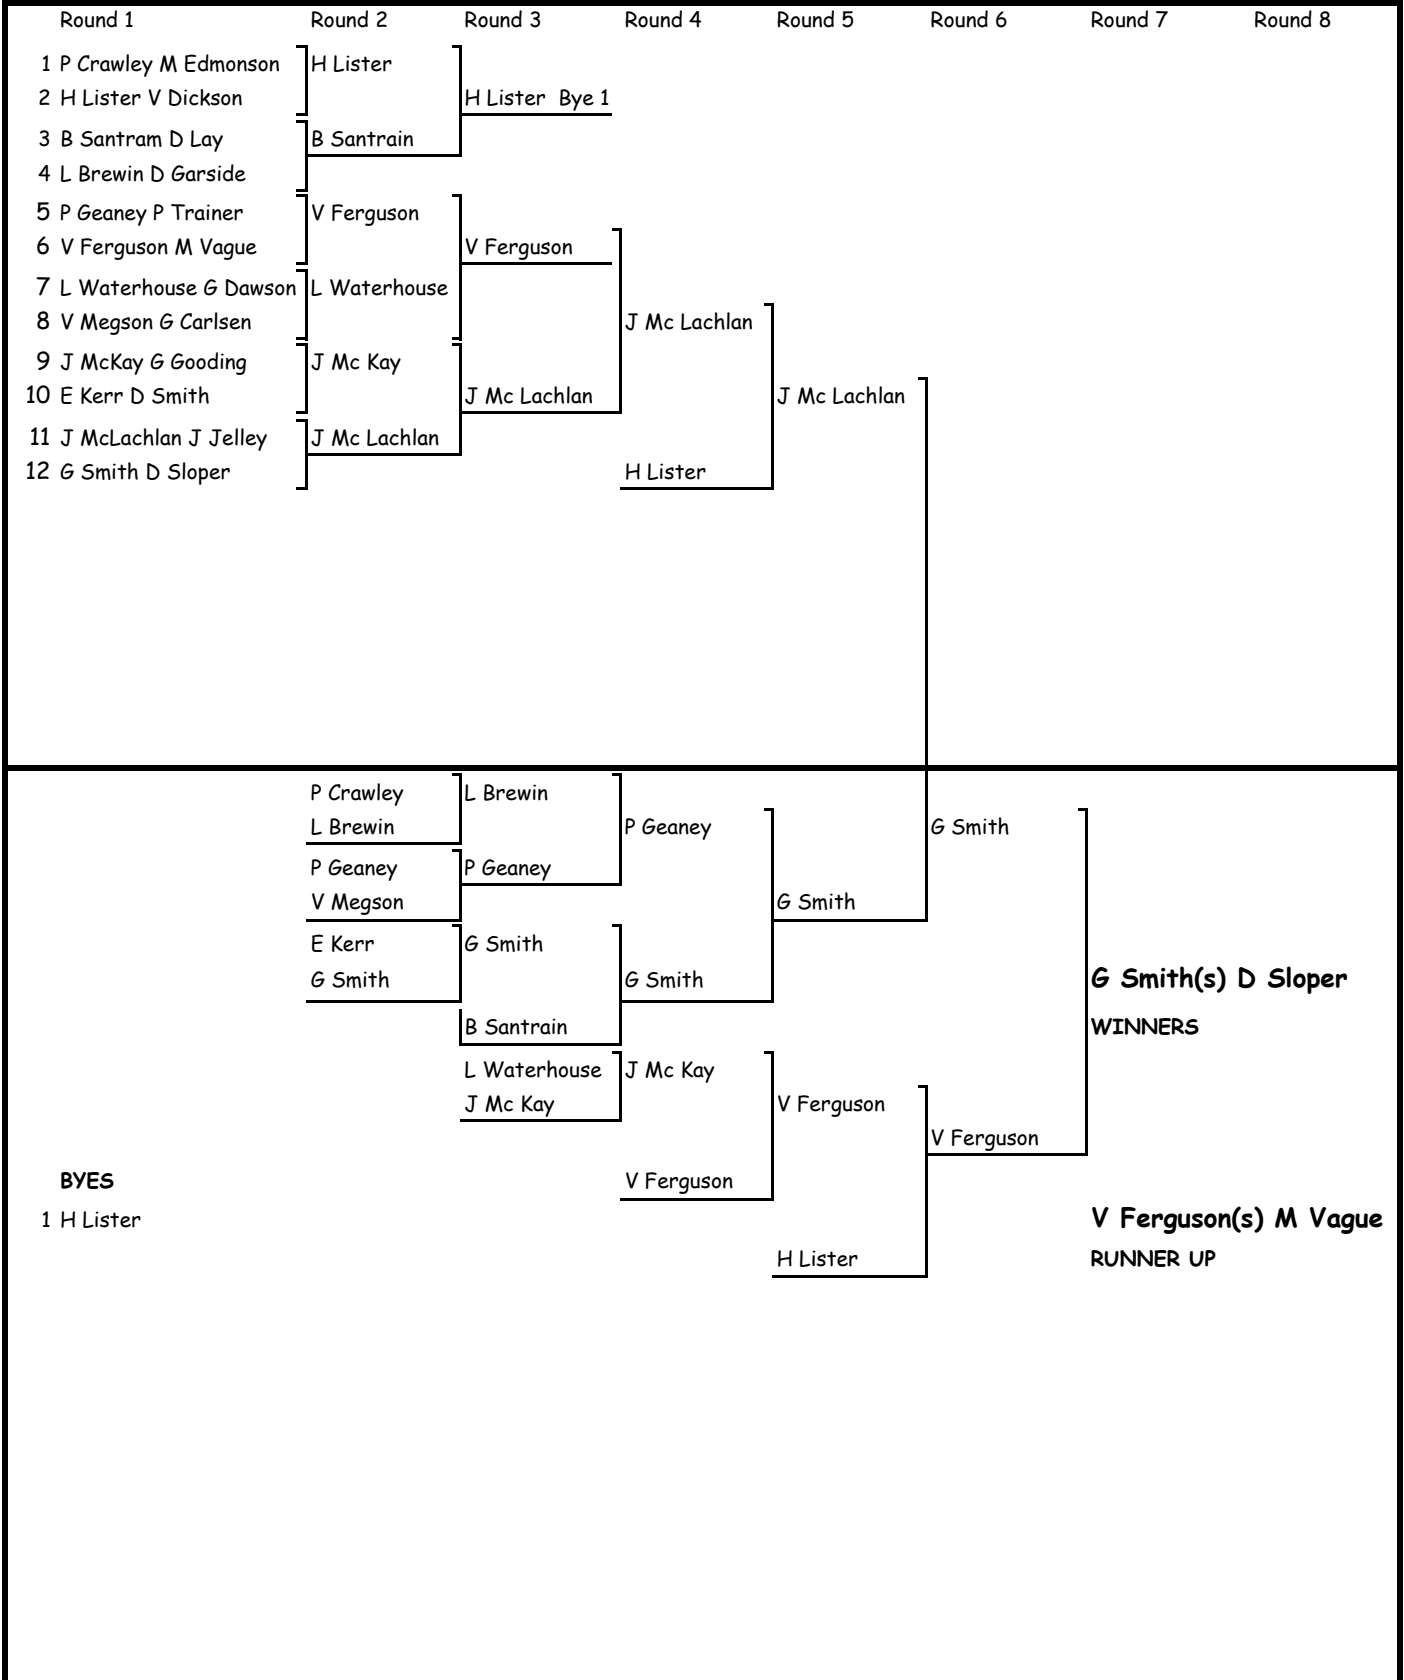 Round 1 Round 2 Round 3 Round 4 Round 5 Round 6 Round 7 Round 8
1 P Crawley M Edmonson H Lister
2 H Lister V Dickson H Lister Bye 1
3 B Santram D Lay B Santrain
4 L Brewin D Garside
5 P Geaney P Trainer V Ferguson
6 V Ferguson M Vague V Ferguson
7 L Waterhouse G Dawson L Waterhouse
8 V Megson G Carlsen J Mc Lachlan
9 J McKay G Gooding J Mc Kay
10 E Kerr D Smith J Mc Lachlan J Mc Lachlan
11 J McLachlan J Jelley J Mc Lachlan
12 G Smith D Sloper H Lister
P Crawley L Brewin
L Brewin P Geaney G Smith
P Geaney P Geaney
V Megson G Smith
E Kerr G Smith
G Smith G Smith G Smith(s) D Sloper
B Santrain WINNERS
L Waterhouse J Mc Kay
J Mc Kay V Ferguson
V Ferguson
BYES V Ferguson
1 H Lister V Ferguson(s) M Vague
H Lister RUNNER UP